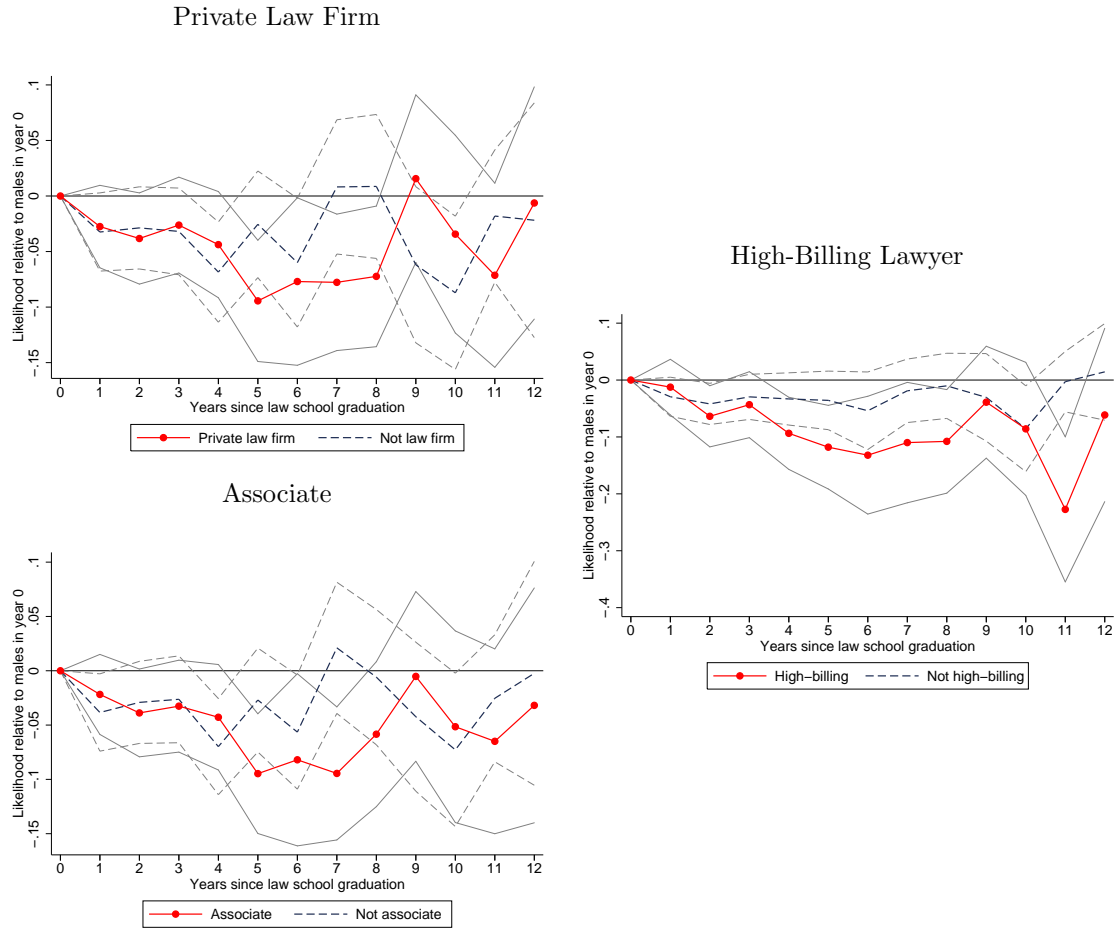 Private Law Firm
Likelihood relative to males in year 0
.1
.05
0
-.05
-.1
-.15
0 1 2 3 4 5 6 7 8 9 10 11 12
Years since law school graduation
Private law firm Not law firm
Associate
Likelihood relative to males in year 0
.1
.05
0
-.05
-.1
-.15
0 1 2 3 4 5 6 7 8 9 10 11 12
Years since law school graduation
Associate Not associate
High-Billing Lawyer
Likelihood relative to males in year 0
.1
0
-.1
-.2
-.3
-.4
0 1 2 3 4 5 6 7 8 9 10 11 12
Years since law school graduation
High-billing Not high-billing